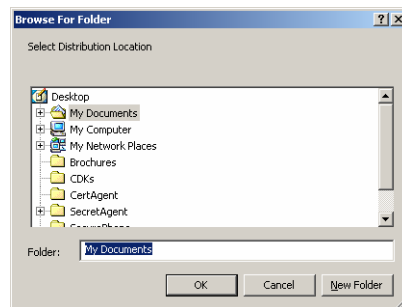 Browse For Folder
Select Distribution Location
Desktop
My Documents
My Computer
My Network Places
Brochures
CDKs
CertAgent
SecretAgent
SecurePhone
Folder: My Documents
OK Cancel New Folder